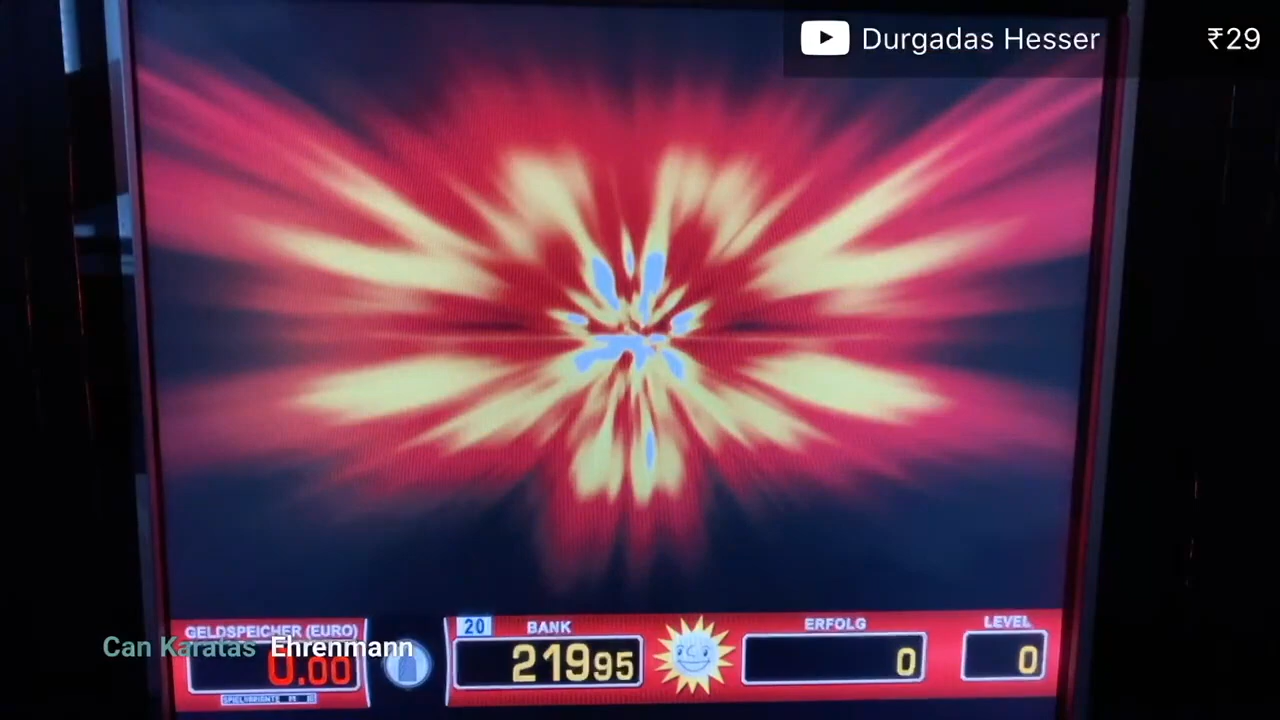 Durgadas Hesser ₹29
GELDSPEICHER (EURO)
0.00
20 BANK
219 95
ERFOLG
0
LEVEL
0
Can Karatas Ehrenmann